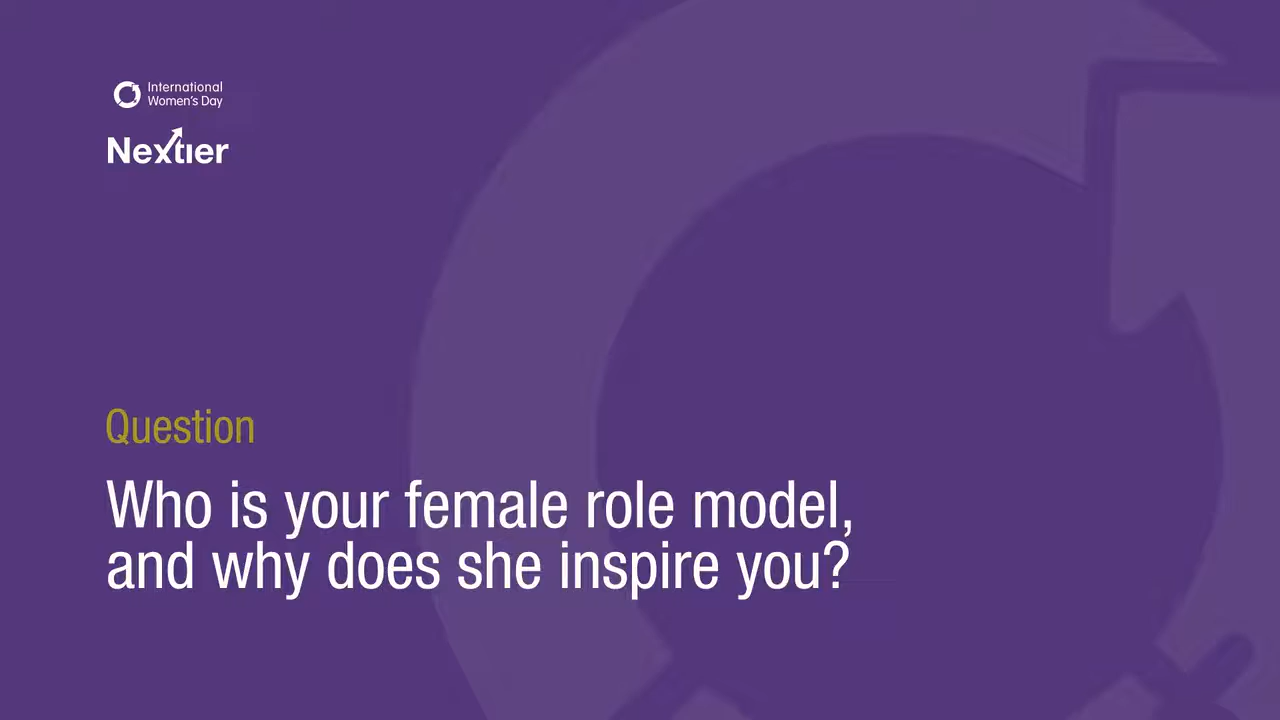 International
Women's Day
Nextier
Question
Who is your female role model,
and why does she inspire you?